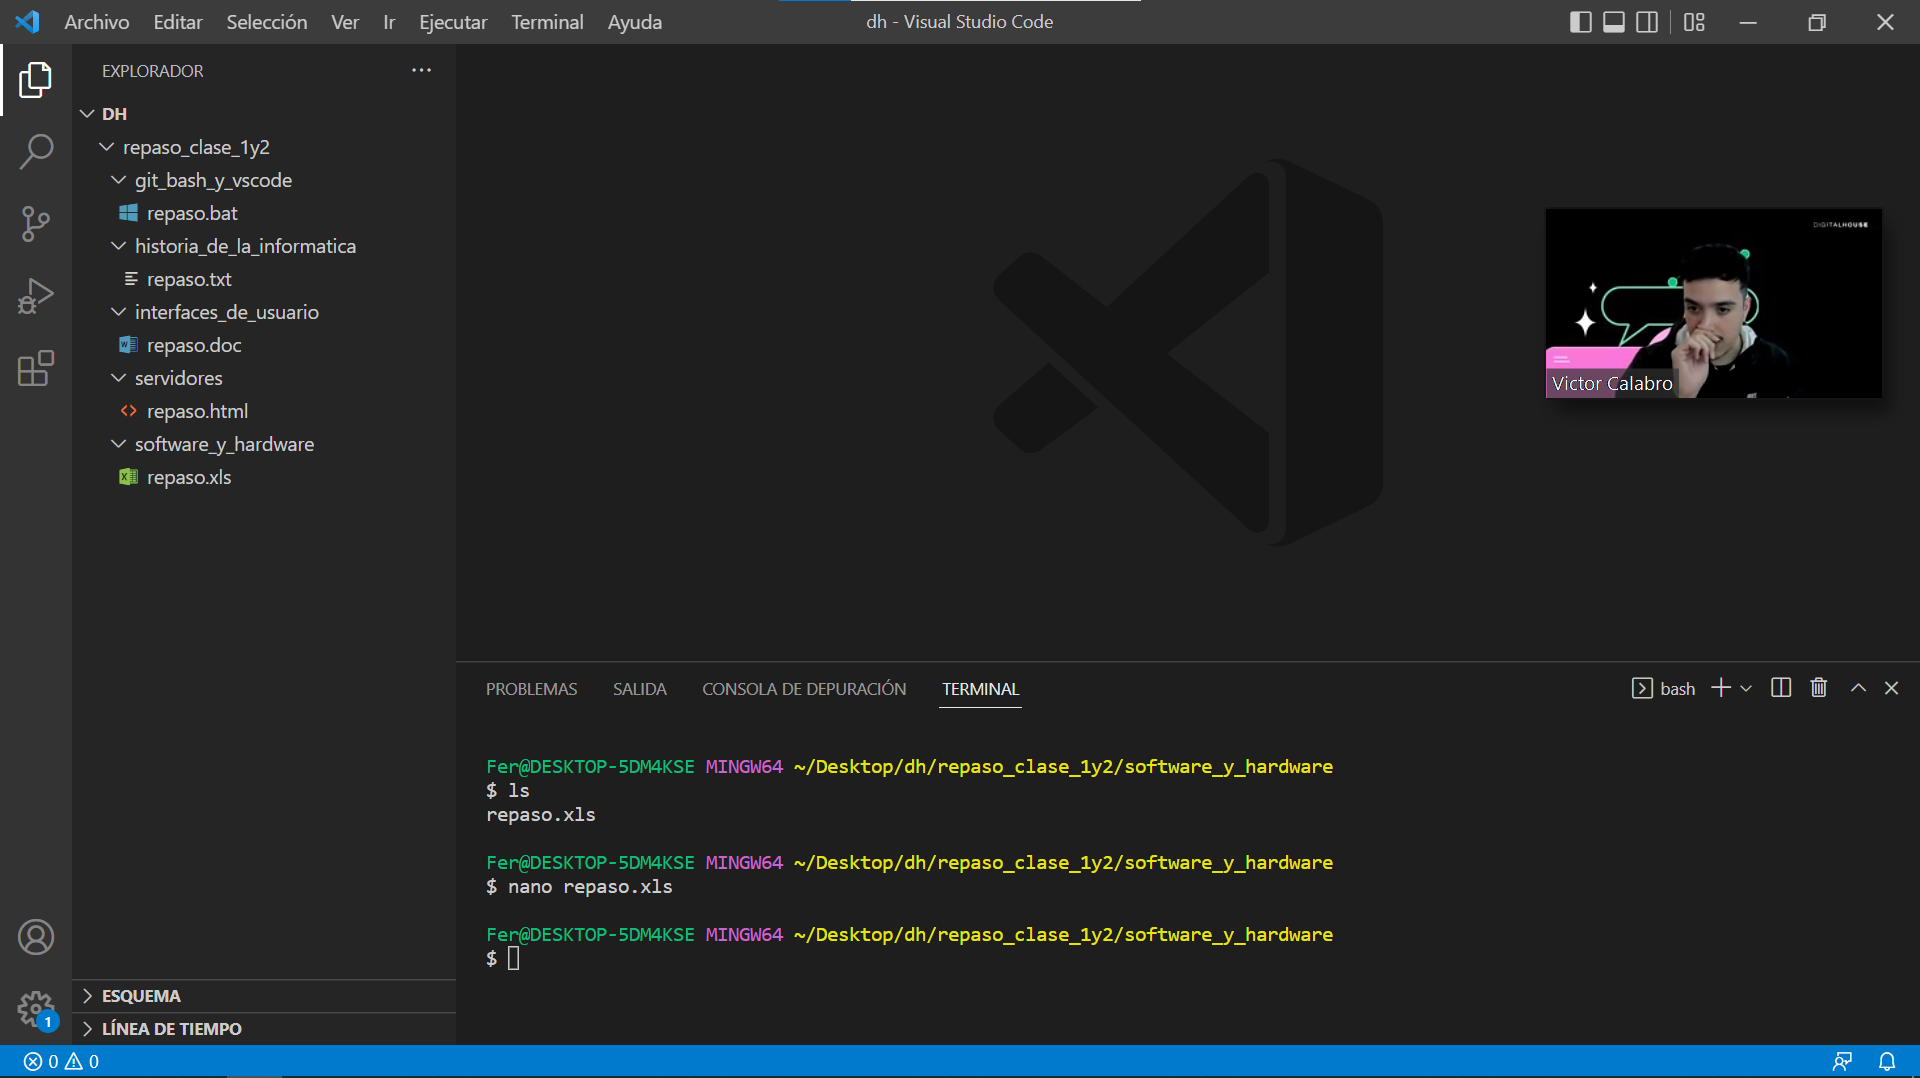 Archivo Editar Selección Ver Ir Ejecutar Terminal Ayuda dh - Visual Studio Code
EXPLORADOR
DH
repaso_clase_1y2
git_bash_y_vscode
repaso.bat
historia_de_la_informatica
repaso.txt
interfaces_de_usuario
repaso.doc
servidores
repaso.html
software_y_hardware
repaso.xls
DIGITALHOUSE
Victor Calabro
PROBLEMAS SALIDA CONSOLA DE DEPURACIÓN TERMINAL bash
Fer@DESKTOP-5DM4KSE MINGW64 ~/Desktop/dh/repaso_clase_1y2/software_y_hardware
$ ls
repaso.xls
Fer@DESKTOP-5DM4KSE MINGW64 ~/Desktop/dh/repaso_clase_1y2/software_y_hardware
$ nano repaso.xls
Fer@DESKTOP-5DM4KSE MINGW64 ~/Desktop/dh/repaso_clase_1y2/software_y_hardware
$
ESQUEMA
1
LÍNEA DE TIEMPO
0 0